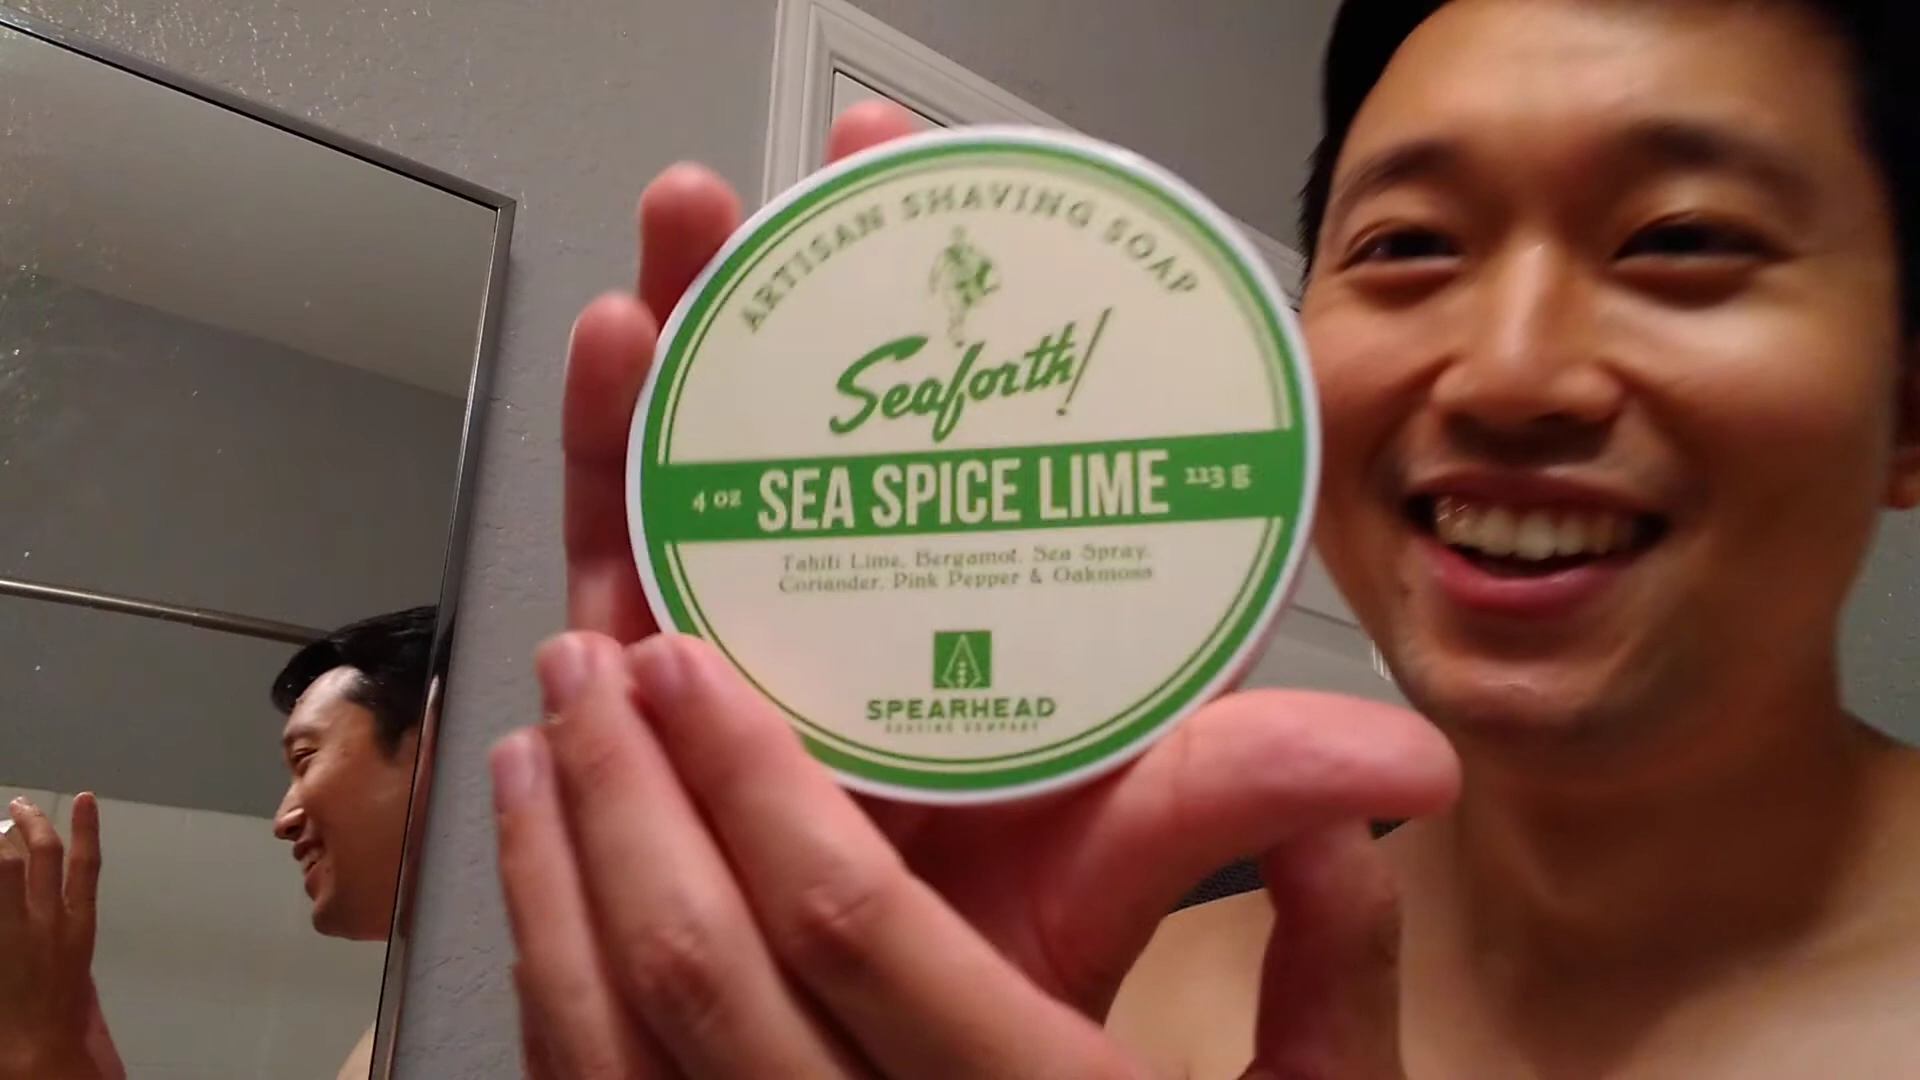 ARTISAN SHAVING SOAP
Seaforth!
4 oz SEA SPICE LIME 113 g
Tahiti Lime, Bergamot, Sea Spray,
Coriander, Pink Pepper & Oakmoss
SPEARHEAD
SHAVING COMPANY